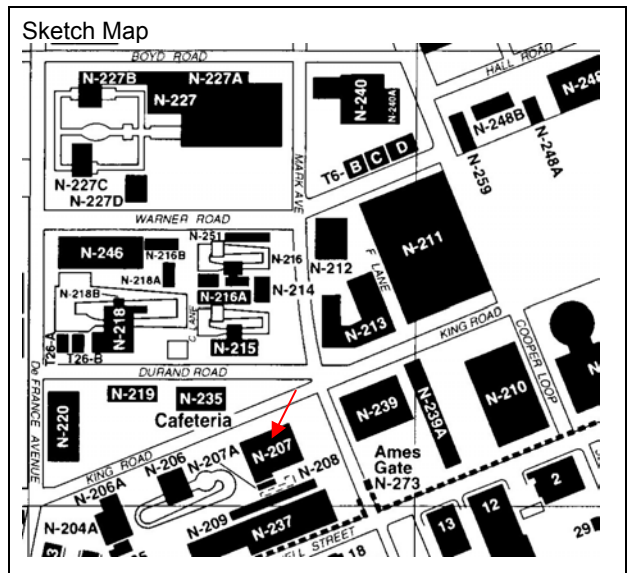 Sketch Map
BOYD ROAD
HALL ROAD
N-227B
N-227A
N-227
N-240
N-240A
N-248
N-248B
N-248A
N-259
T6- B C D
N-227C
N-227D
MARK AVE
WARNER ROAD
N-251
N-246
N-216B
N-216
N-212
F LANE
N-211
N-218A
N-218B
N-216A
N-214
N-218
C LANE
N-213
N-215
T26-A
T26-B
KING ROAD
COOPER LOOP
DURAND ROAD
De FRANCE AVENUE
N-219
N-235
Cafeteria
N-220
N-239
N-239A
N-210
N-
KING ROAD
N-206
N-207A
N-207
N-208
Ames
Gate
N-273
N-206A
N-204A
N-209
N-237
2
12
13
29
18
STREET